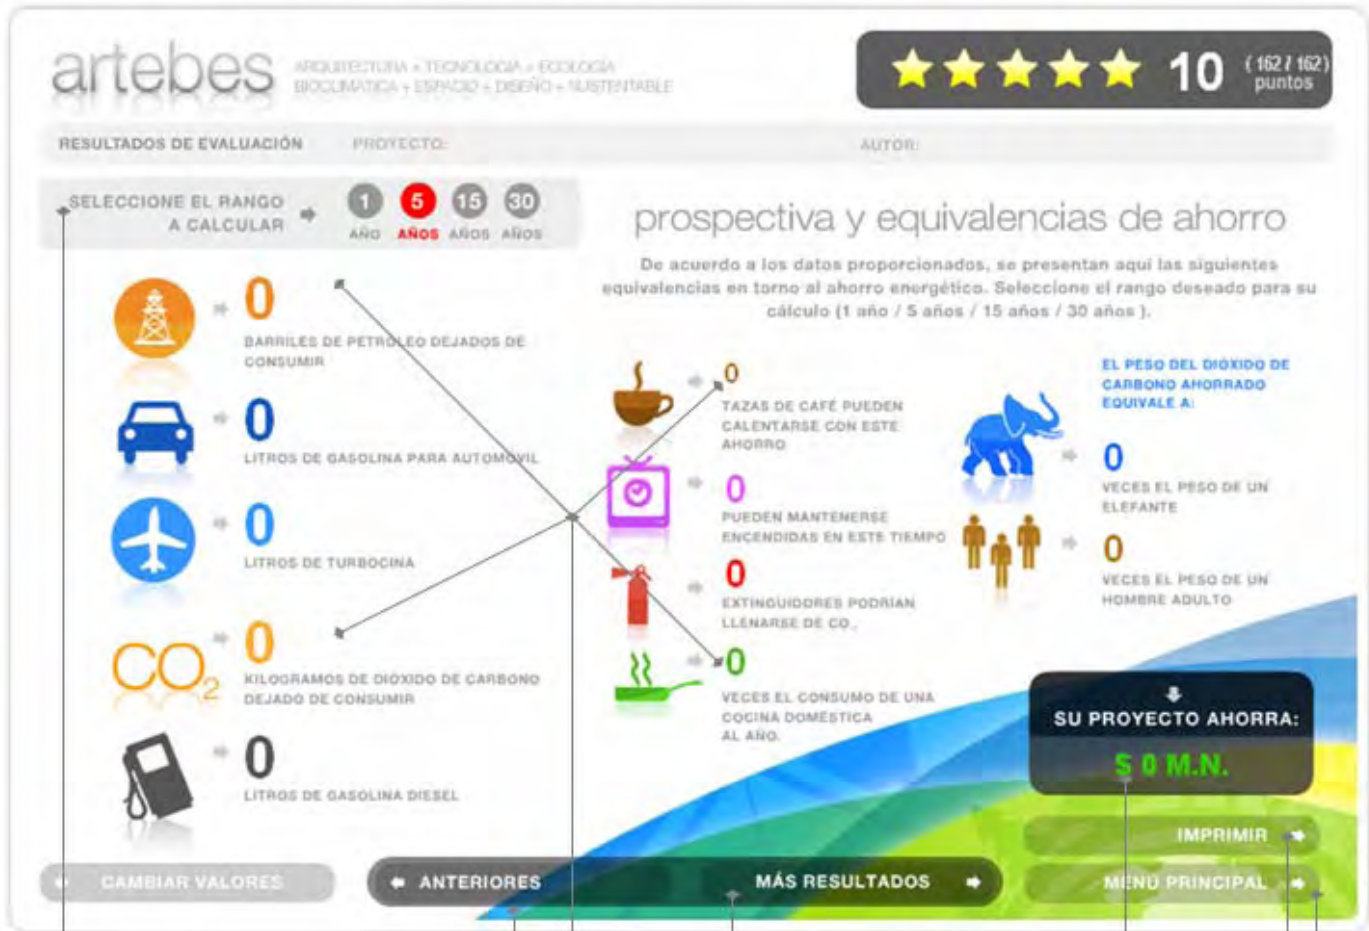 artebes
ARQUITECTURA + TECNOLOGÍA + ECOLOGÍA
BIOCLIMÁTICA + ESPACIO + DISEÑO + SUSTENTABLE
10
( 162 / 162 )
puntos
RESULTADOS DE EVALUACIÓN
PROYECTO:
AUTOR:
SELECCIONE EL RANGO
A CALCULAR
1
5
15
30
AÑO
AÑOS
AÑOS
AÑOS
prospectiva y equivalencias de ahorro
De acuerdo a los datos proporcionados, se presentan aquí las siguientes
equivalencias en torno al ahorro energético. Seleccione el rango deseado para su
cálculo (1 año / 5 años / 15 años / 30 años ).
0
BARRILES DE PETRÓLEO DEJADOS DE
CONSUMIR
0
LITROS DE GASOLINA PARA AUTOMÓVIL
0
LITROS DE TURBOCINA
CO2
0
KILOGRAMOS DE DIÓXIDO DE CARBONO
DEJADO DE CONSUMIR
0
LITROS DE GASOLINA DIESEL
0
TAZAS DE CAFÉ PUEDEN
CALENTARSE CON ESTE
AHORRO
0
PUEDEN MANTENERSE
ENCENDIDAS EN ESTE TIEMPO
0
EXTINGUIDORES PODRÍAN
LLENARSE DE CO2.
0
VECES EL CONSUMO DE UNA
COCINA DOMÉSTICA
AL AÑO.
EL PESO DEL DIÓXIDO DE
CARBONO AHORRADO
EQUIVALE A:
0
VECES EL PESO DE UN
ELEFANTE
0
VECES EL PESO DE UN
HOMBRE ADULTO
SU PROYECTO AHORRA:
$ 0 M.N.
IMPRIMIR
MENÚ PRINCIPAL
CAMBIAR VALORES
ANTERIORES
MÁS RESULTADOS